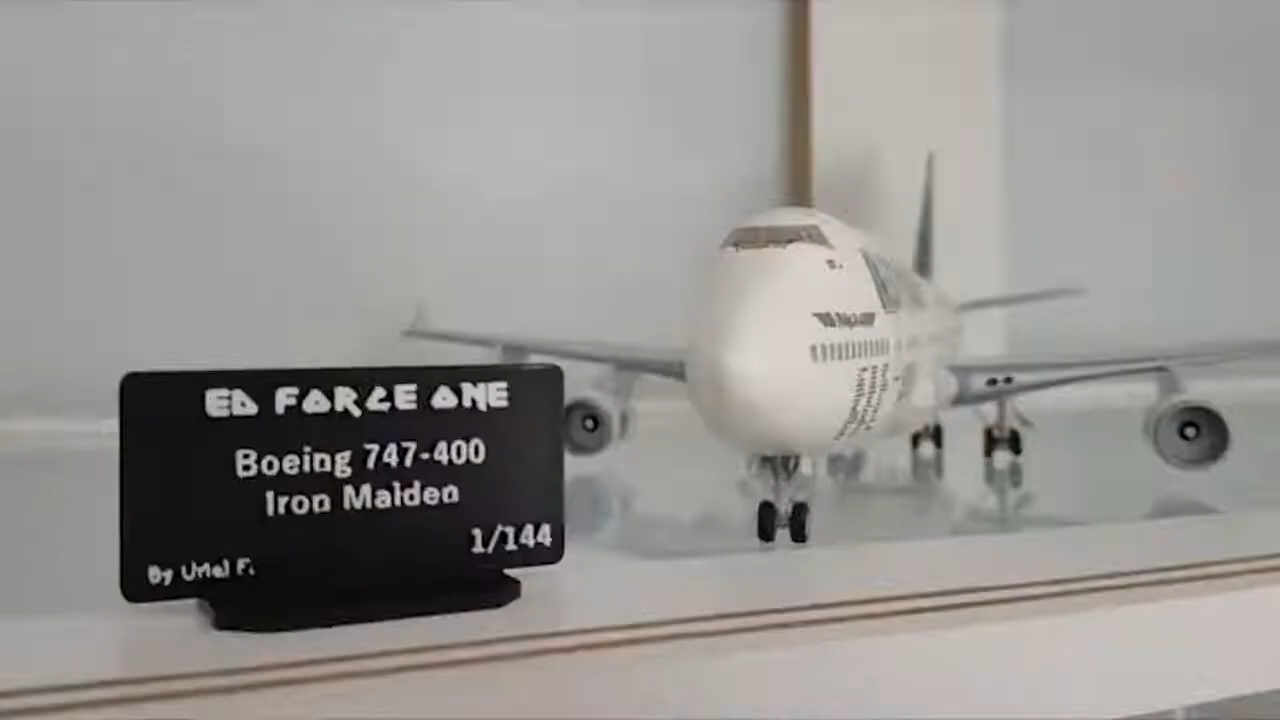 ED FORCE ONE
Boeing 747-400
Iron Maiden
1/144
By Uriel F.